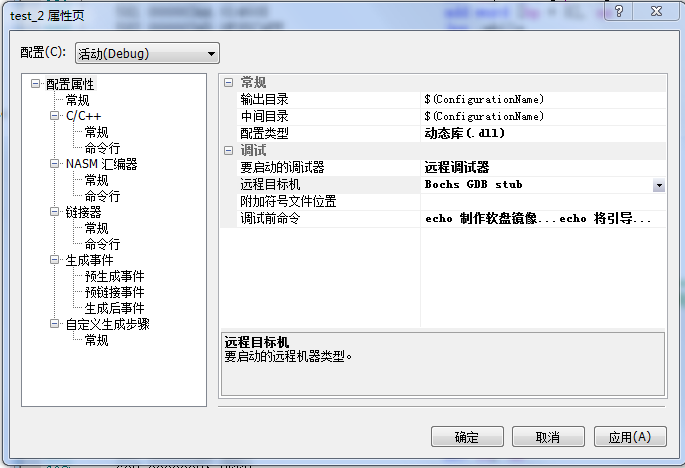 test_2 属性页
配置(C): 活动(Debug)
配置属性
常规
C/C++
常规
命令行
NASM 汇编器
常规
命令行
链接器
常规
命令行
生成事件
预生成事件
预链接事件
生成后事件
自定义生成步骤
常规
常规
输出目录 $(ConfigurationName)
中间目录 $(ConfigurationName)
配置类型 动态库(.dll)
调试
要启动的调试器 远程调试器
远程目标机 Bochs GDB stub
附加符号文件位置
调试前命令 echo 制作软盘镜像...echo 将引导...
远程目标机
要启动的远程机器类型。
确定 取消 应用(A)